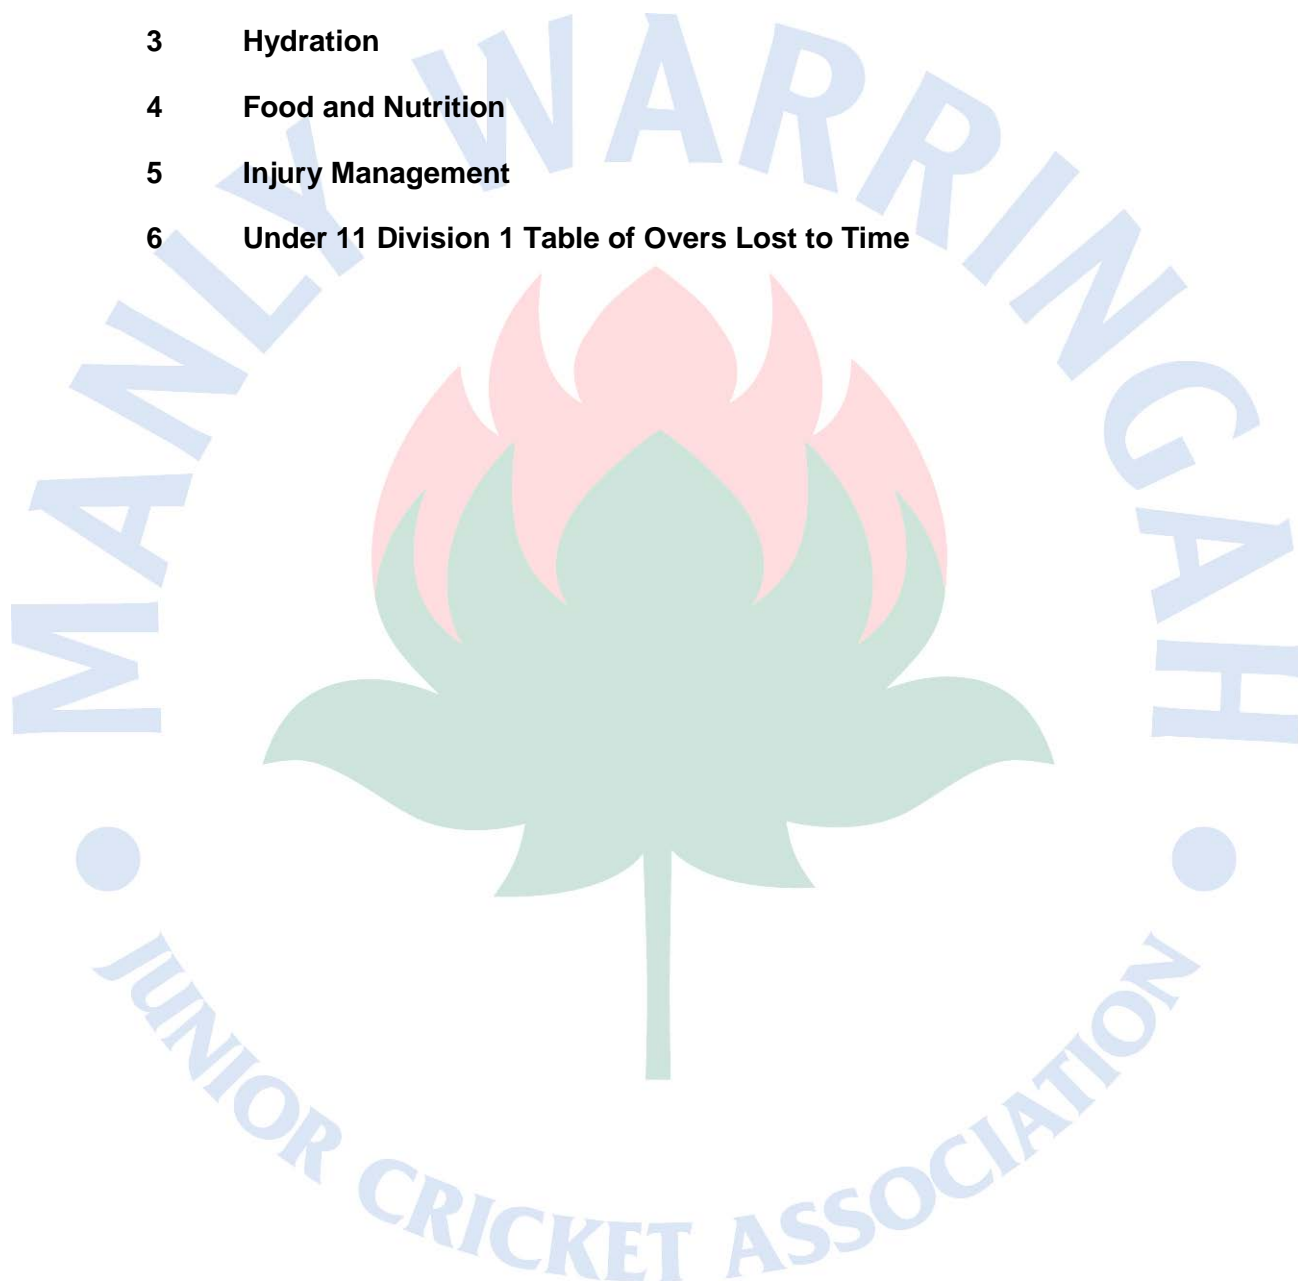 3 Hydration
4 Food and Nutrition
5 Injury Management
6 Under 11 Division 1 Table of Overs Lost to Time
MANLY WARRINGAH
JUNIOR CRICKET ASSOCIATION